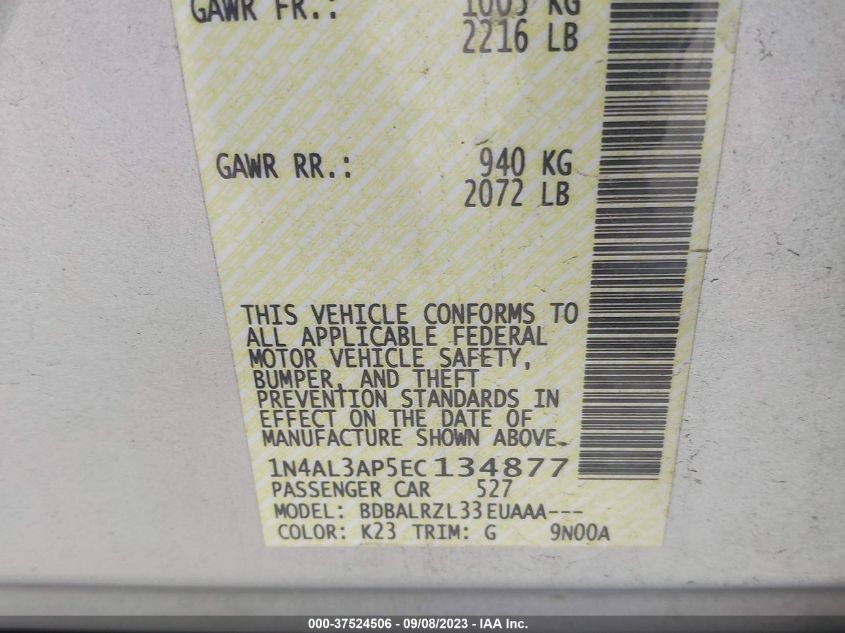 GAWR FR.: 1005 KG
2216 LB
GAWR RR.: 940 KG
2072 LB
THIS VEHICLE CONFORMS TO
ALL APPLICABLE FEDERAL
MOTOR VEHICLE SAFETY,
BUMPER, AND THEFT
PREVENTION STANDARDS IN
EFFECT ON THE DATE OF
MANUFACTURE SHOWN ABOVE.
1N4AL3AP5EC134877
PASSENGER CAR 527
MODEL: BDBALRZL33EUAAA---
COLOR: K23 TRIM: G 9N00A
000-37524506 - 09/08/2023 - IAA Inc.